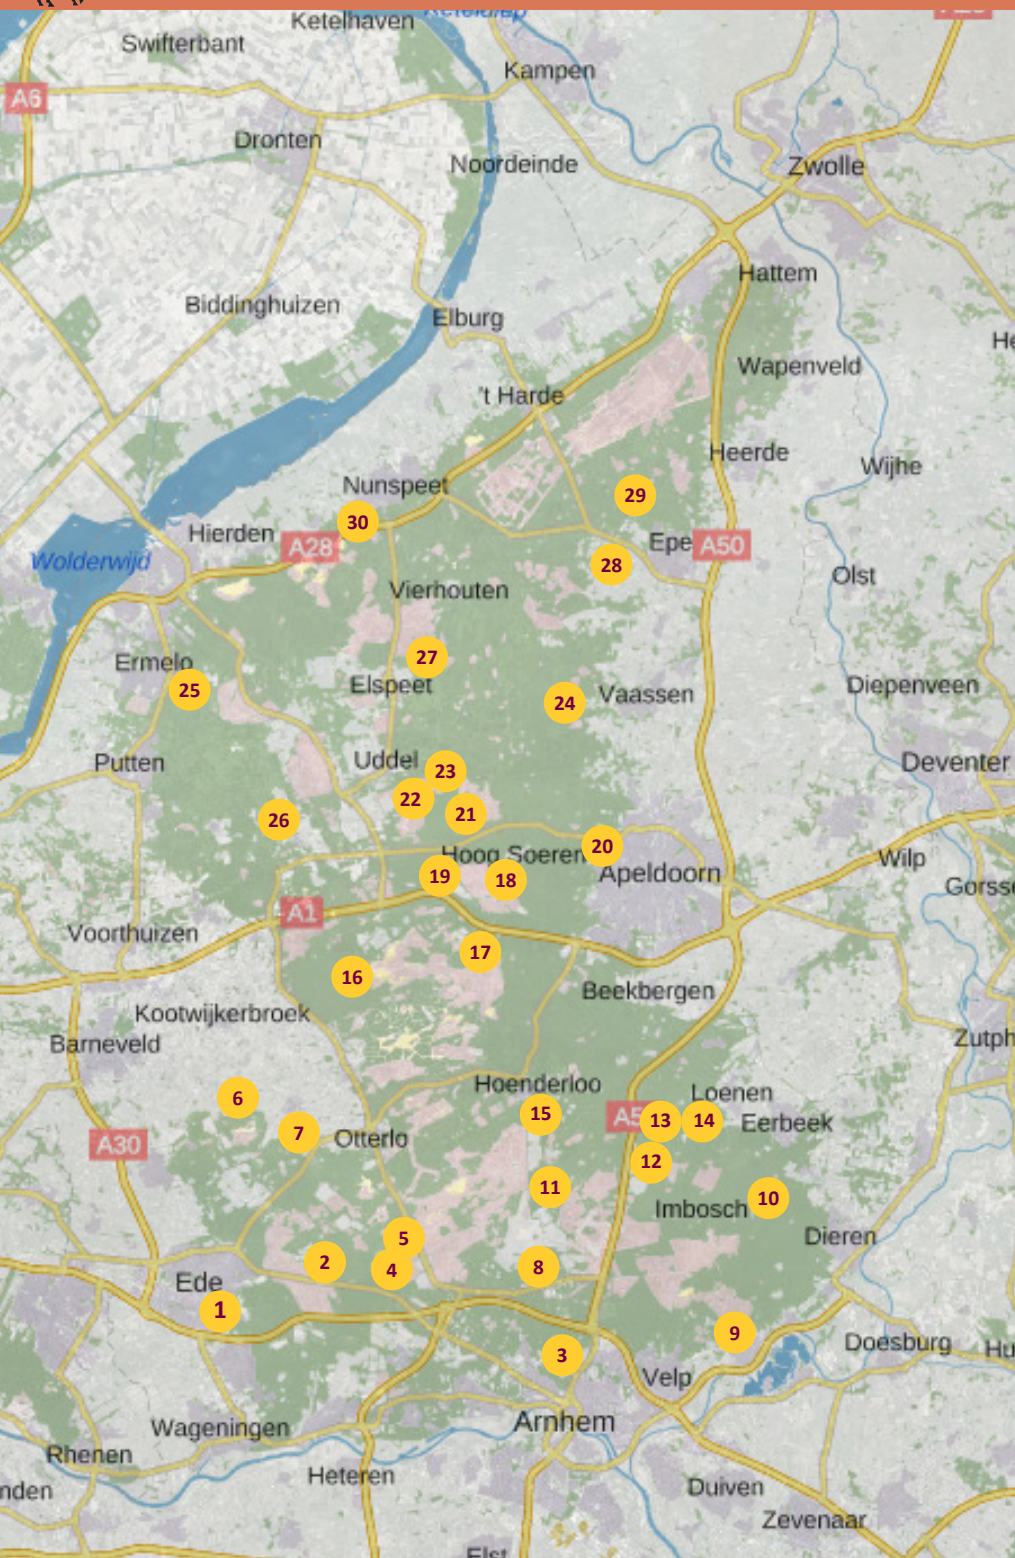 Ketelhaven
Keteldiep
Swifterbant
Kampen
A6
Dronten
Noordeinde
Zwolle
Hattem
Biddinghuizen
Elburg
Wapenveld
't Harde
Heerde
Wijhe
Nunspeet
29
30
Hierden
A28
Epe
A50
Wolderwijd
28
Olst
Vierhouten
27
Ermelo
25
Elspeet
24
Vaassen
Diepenveen
Putten
Uddel
23
Deventer
22
21
26
20
Hoog Soeren
Wilp
19
18
Apeldoorn
A1
Voorthuizen
17
16
Beekbergen
Kootwijkerbroek
Barneveld
Hoenderloo
Loenen
6
15
13
14
Eerbeek
7
Otterlo
A30
12
11
10
Imbosch
5
Dieren
2
4
8
Ede
1
9
Doesburg
3
Velp
Arnhem
Wageningen
Rhenen
Heteren
Duiven
Zevenaar